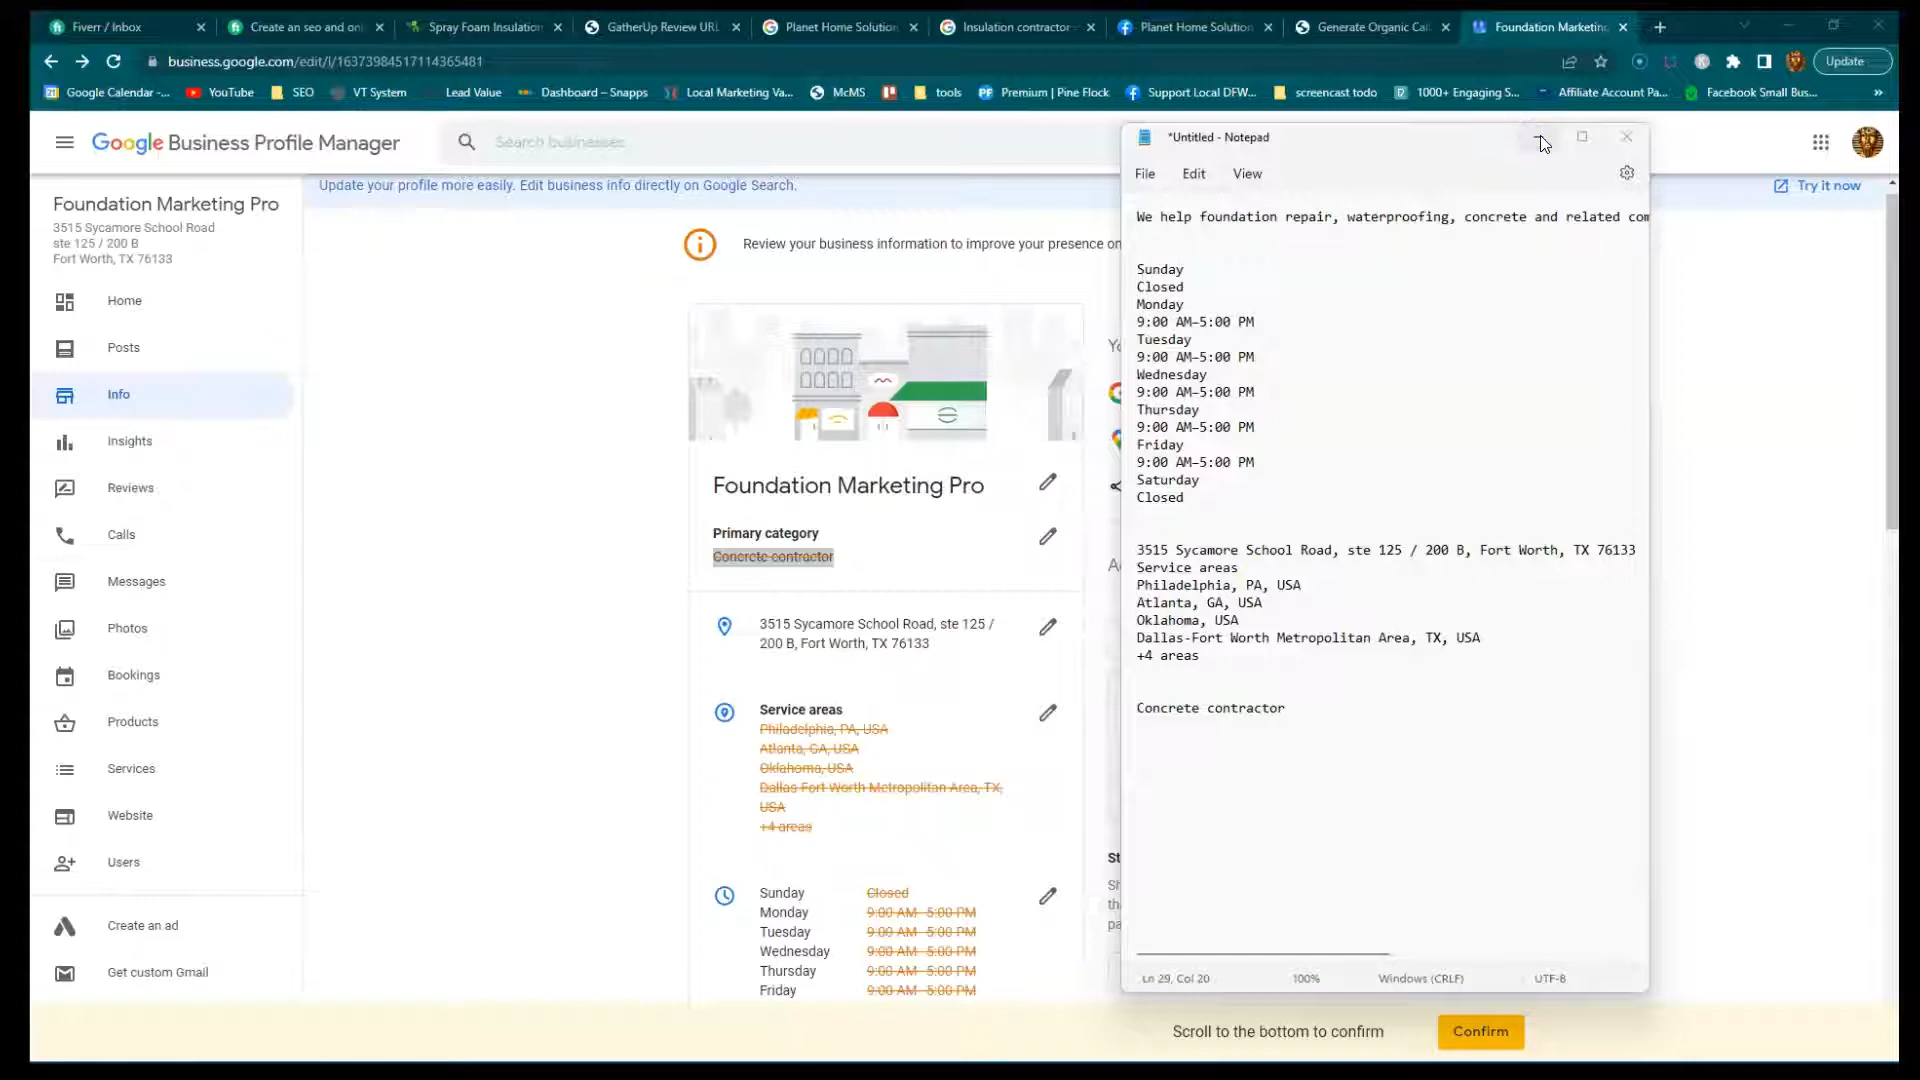 Fiverr / Inbox
Create an seo and onl
Spray Foam Insulation
GatherUp Review URL
Planet Home Solution
Insulation contractor
Planet Home Solution
Generate Organic Cal
Foundation Marketing
business.google.com/edit/l/16373984517114365481
Update
Google Calendar -...
YouTube
SEO
VT System
Lead Value
Dashboard – Snapps
Local Marketing Va...
McMS
tools
PF Premium | Pine Flock
Support Local DFW...
screencast todo
1000+ Engaging S...
Affiliate Account Pa...
Facebook Small Bus...
»
Google Business Profile Manager
Search businesses
Update your profile more easily. Edit business info directly on Google Search.
Try it now
Foundation Marketing Pro
3515 Sycamore School Road
ste 125 / 200 B
Fort Worth, TX 76133
Home
Posts
Info
Insights
Reviews
Calls
Messages
Photos
Bookings
Products
Services
Website
Users
Create an ad
Get custom Gmail
Review your business information to improve your presence on
Foundation Marketing Pro
Primary category
Concrete contractor
3515 Sycamore School Road, ste 125 /
200 B, Fort Worth, TX 76133
Service areas
Philadelphia, PA, USA
Atlanta, GA, USA
Oklahoma, USA
Dallas-Fort Worth Metropolitan Area, TX,
USA
+4 areas
Sunday Closed
Monday 9:00 AM–5:00 PM
Tuesday 9:00 AM–5:00 PM
Wednesday 9:00 AM–5:00 PM
Thursday 9:00 AM–5:00 PM
Friday 9:00 AM–5:00 PM
*Untitled - Notepad
File Edit View
We help foundation repair, waterproofing, concrete and related com
Sunday
Closed
Monday
9:00 AM–5:00 PM
Tuesday
9:00 AM–5:00 PM
Wednesday
9:00 AM–5:00 PM
Thursday
9:00 AM–5:00 PM
Friday
9:00 AM–5:00 PM
Saturday
Closed
3515 Sycamore School Road, ste 125 / 200 B, Fort Worth, TX 76133
Service areas
Philadelphia, PA, USA
Atlanta, GA, USA
Oklahoma, USA
Dallas-Fort Worth Metropolitan Area, TX, USA
+4 areas
Concrete contractor
Ln 29, Col 20
100%
Windows (CRLF)
UTF-8
Scroll to the bottom to confirm
Confirm